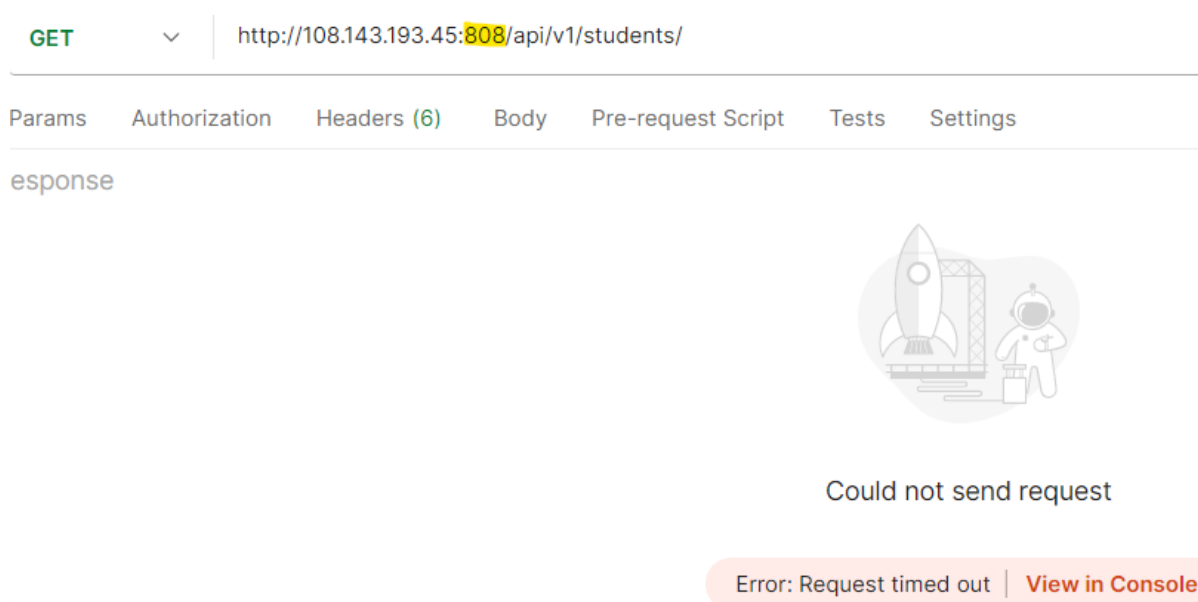 GET http://108.143.193.45:808/api/v1/students/
Params Authorization Headers (6) Body Pre-request Script Tests Settings
esponse
Could not send request
Error: Request timed out | View in Console